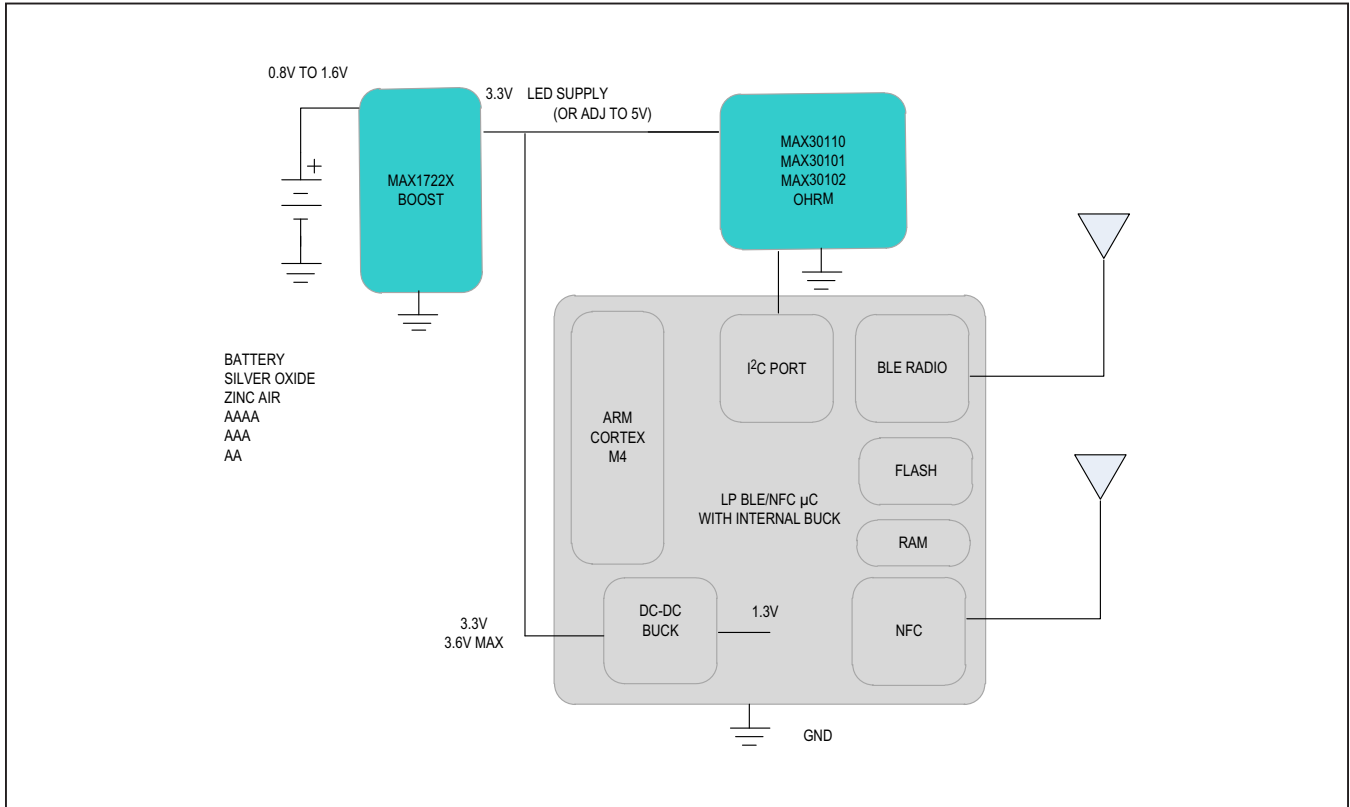 0.8V TO 1.6V
3.3V LED SUPPLY
(OR ADJ TO 5V)
+
MAX1722X
BOOST
MAX30110
MAX30101
MAX30102
OHRM
BATTERY
SILVER OXIDE
ZINC AIR
AAAA
AAA
AA
I²C PORT
BLE RADIO
ARM
CORTEX
M4
FLASH
LP BLE/NFC µC
WITH INTERNAL BUCK
RAM
3.3V
3.6V MAX
DC-DC
BUCK
1.3V
NFC
GND